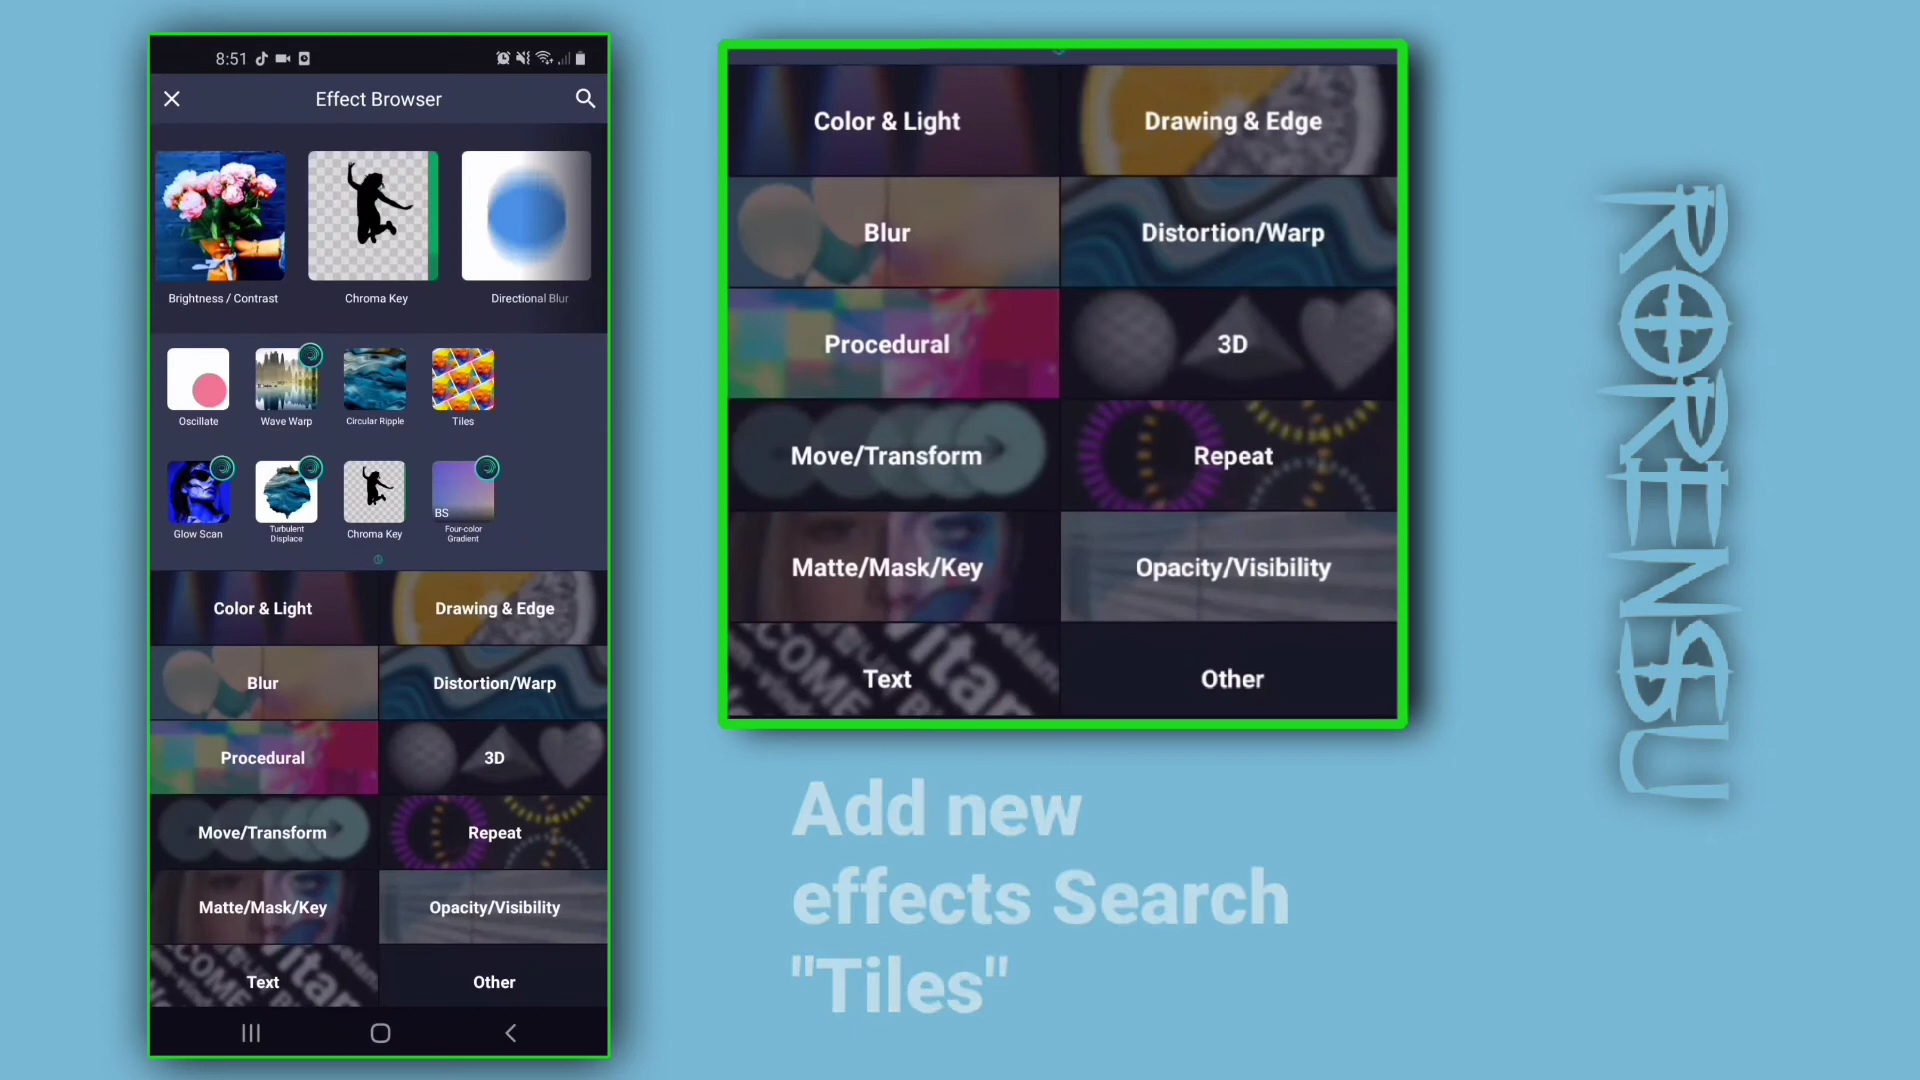 8:51
Effect Browser
Brightness / Contrast
Chroma Key
Directional Blur
Oscillate
Wave Warp
Circular Ripple
Tiles
BS
Glow Scan
Turbulent
Displace
Chroma Key
Four-color
Gradient
Color & Light
Drawing & Edge
Blur
Distortion/Warp
Procedural
3D
Move/Transform
Repeat
Matte/Mask/Key
Opacity/Visibility
Text
Other
Color & Light
Drawing & Edge
Blur
Distortion/Warp
Procedural
3D
Move/Transform
Repeat
Matte/Mask/Key
Opacity/Visibility
Text
Other
Add new
effects Search
"Tiles"
RORENSU